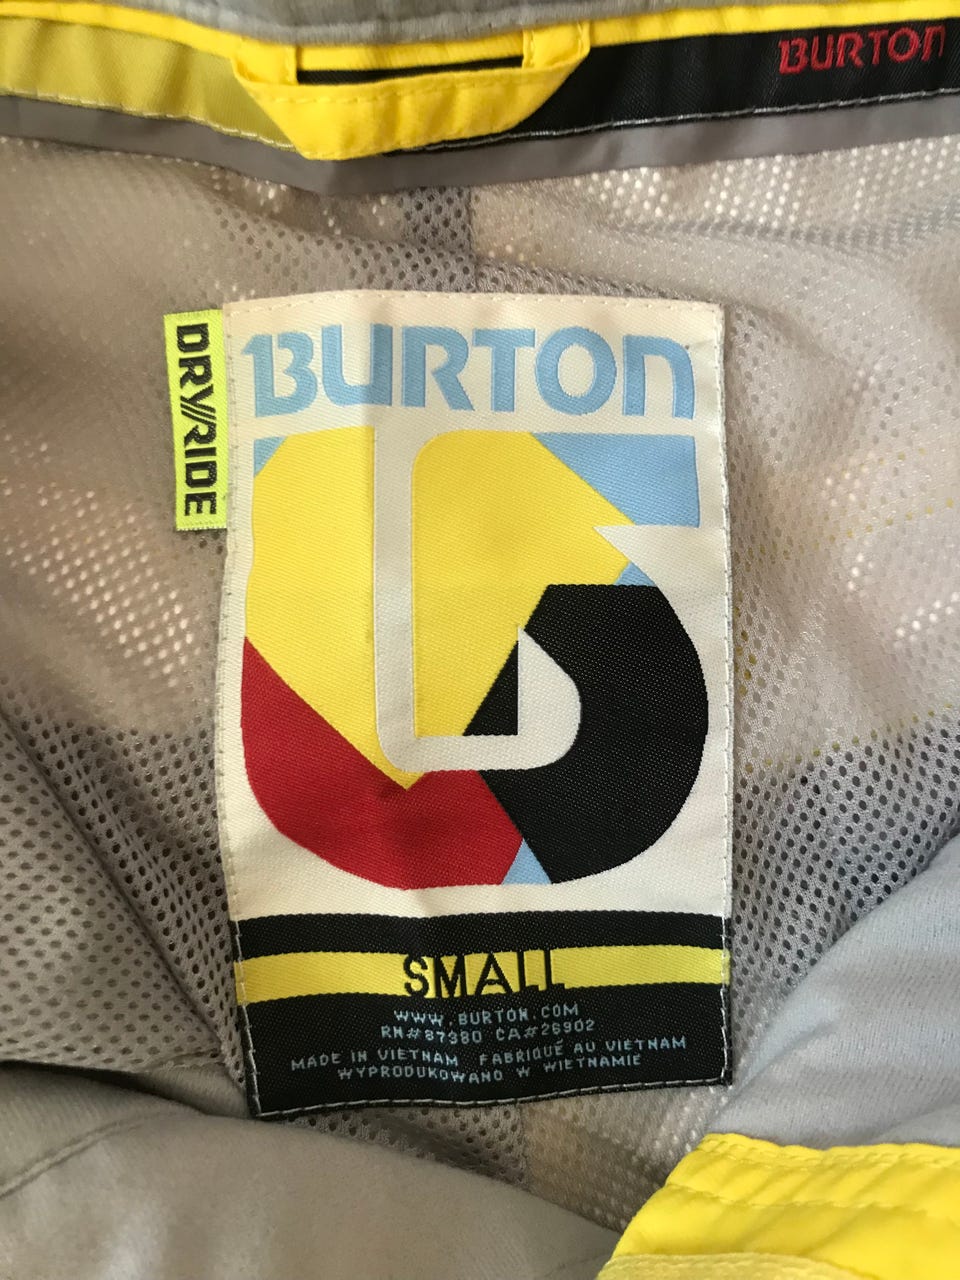 BURTON
DRY//RIDE
BURTON
SMALL
WWW.BURTON.COM
RN#87380 CA#26902
MADE IN VIETNAM FABRIQUÉ AU VIETNAM
WYPRODUKOWANO W WIETNAMIE